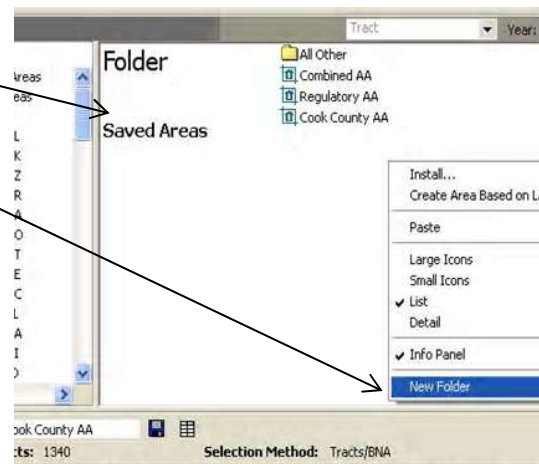 Tract Year:
Folder
Saved Areas
All Other
Combined AA
Regulatory AA
Cook County AA
Areas
eas
L
K
Z
R
A
O
T
E
C
L
A
I
Install...
Create Area Based on L
Paste
Large Icons
Small Icons
List
Detail
Info Panel
New Folder
ook County AA
cts: 1340 Selection Method: Tracts/BNA